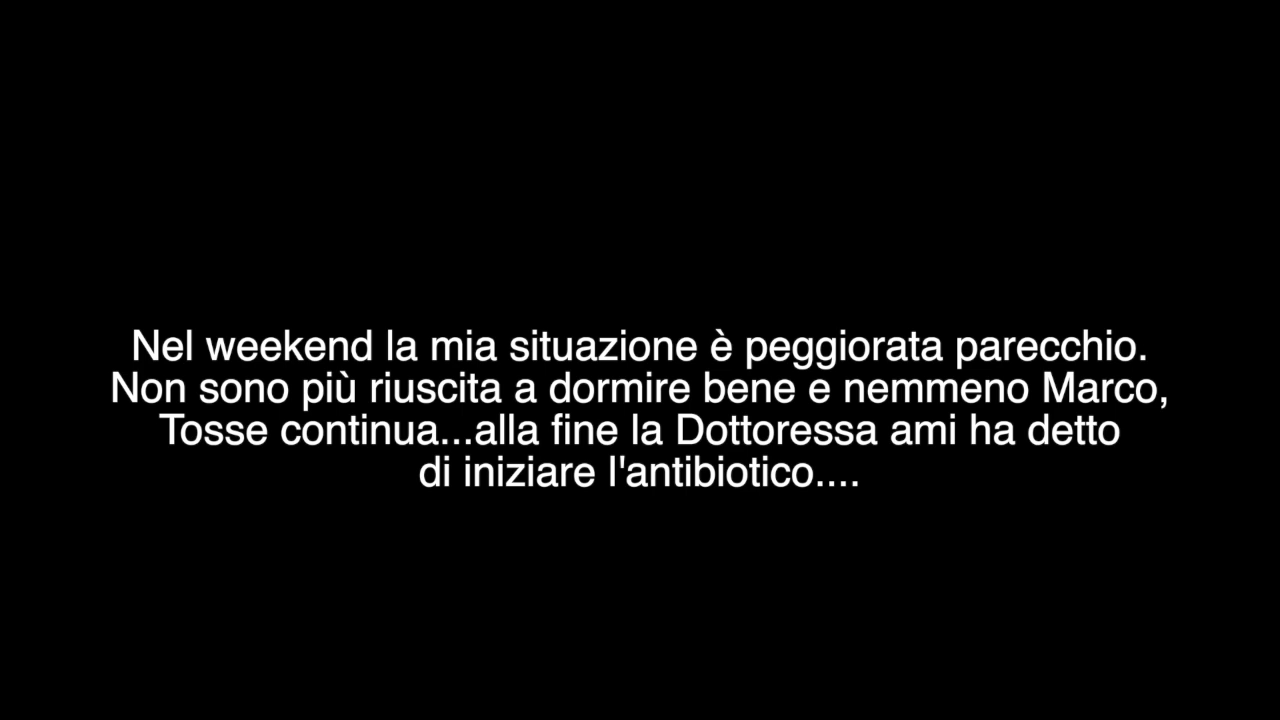 Nel weekend la mia situazione è peggiorata parecchio.
Non sono più riuscita a dormire bene e nemmeno Marco,
Tosse continua...alla fine la Dottoressa ami ha detto
di iniziare l'antibiotico....